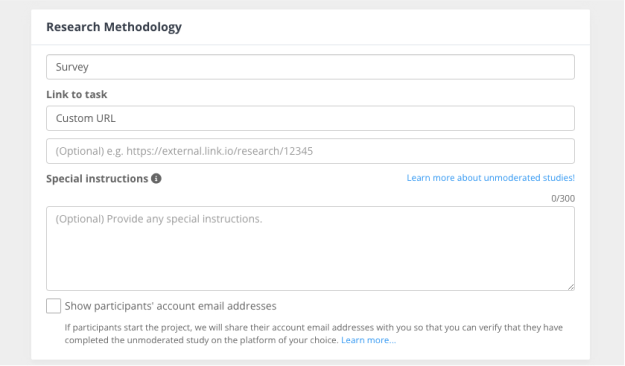 Research Methodology
Survey
Link to task
Custom URL
(Optional) e.g. https://external.link.io/research/12345
Special instructions
Learn more about unmoderated studies!
0/300
(Optional) Provide any special instructions.
Show participants' account email addresses
If participants start the project, we will share their account email addresses with you so that you can verify that they have
completed the unmoderated study on the platform of your choice. Learn more...